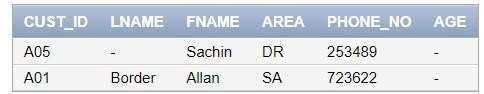 CUST_ID LNAME FNAME AREA PHONE_NO AGE
A05 - Sachin DR 253489 -
A01 Border Allan SA 723622 -